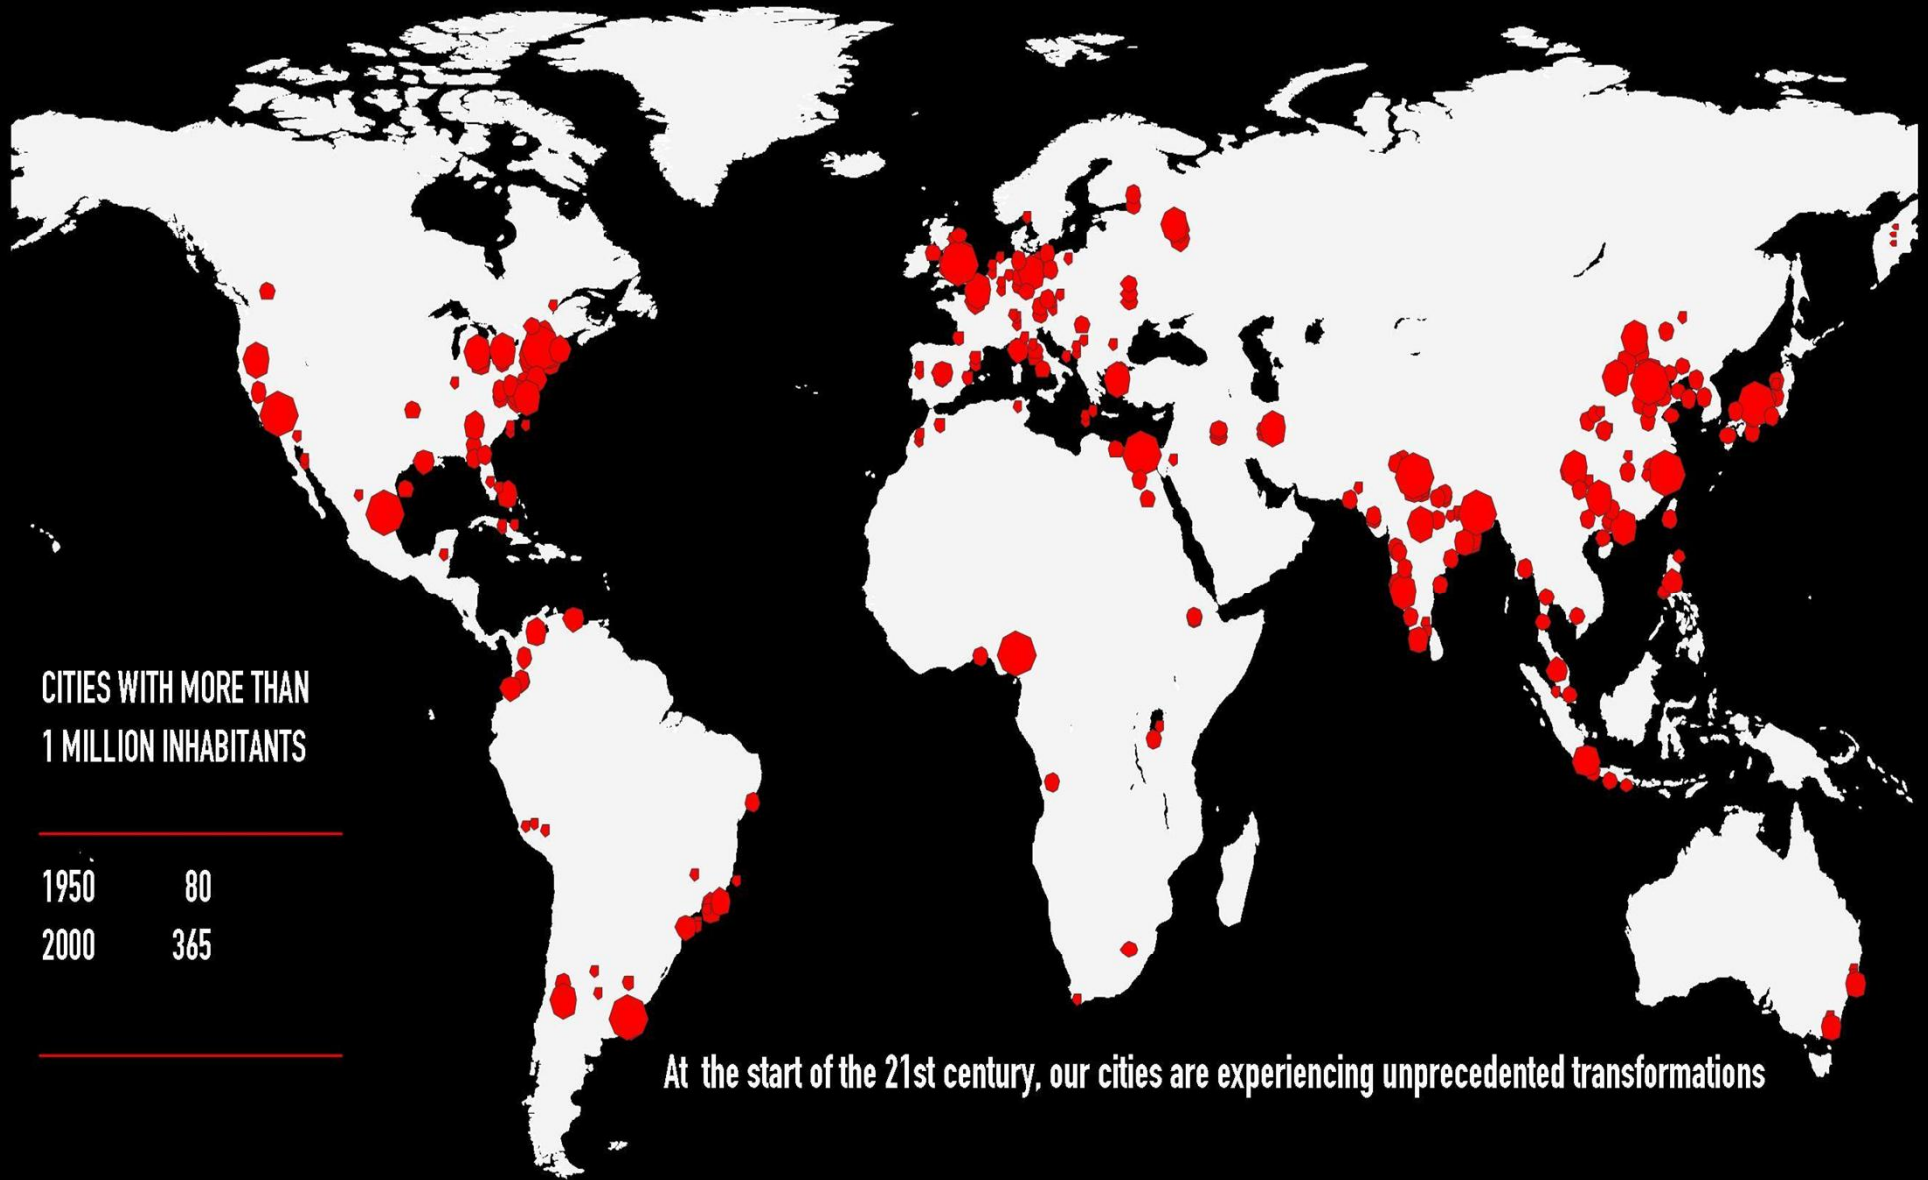 CITIES WITH MORE THAN
1 MILLION INHABITANTS
1950 80
2000 365
At the start of the 21st century, our cities are experiencing unprecedented transformations